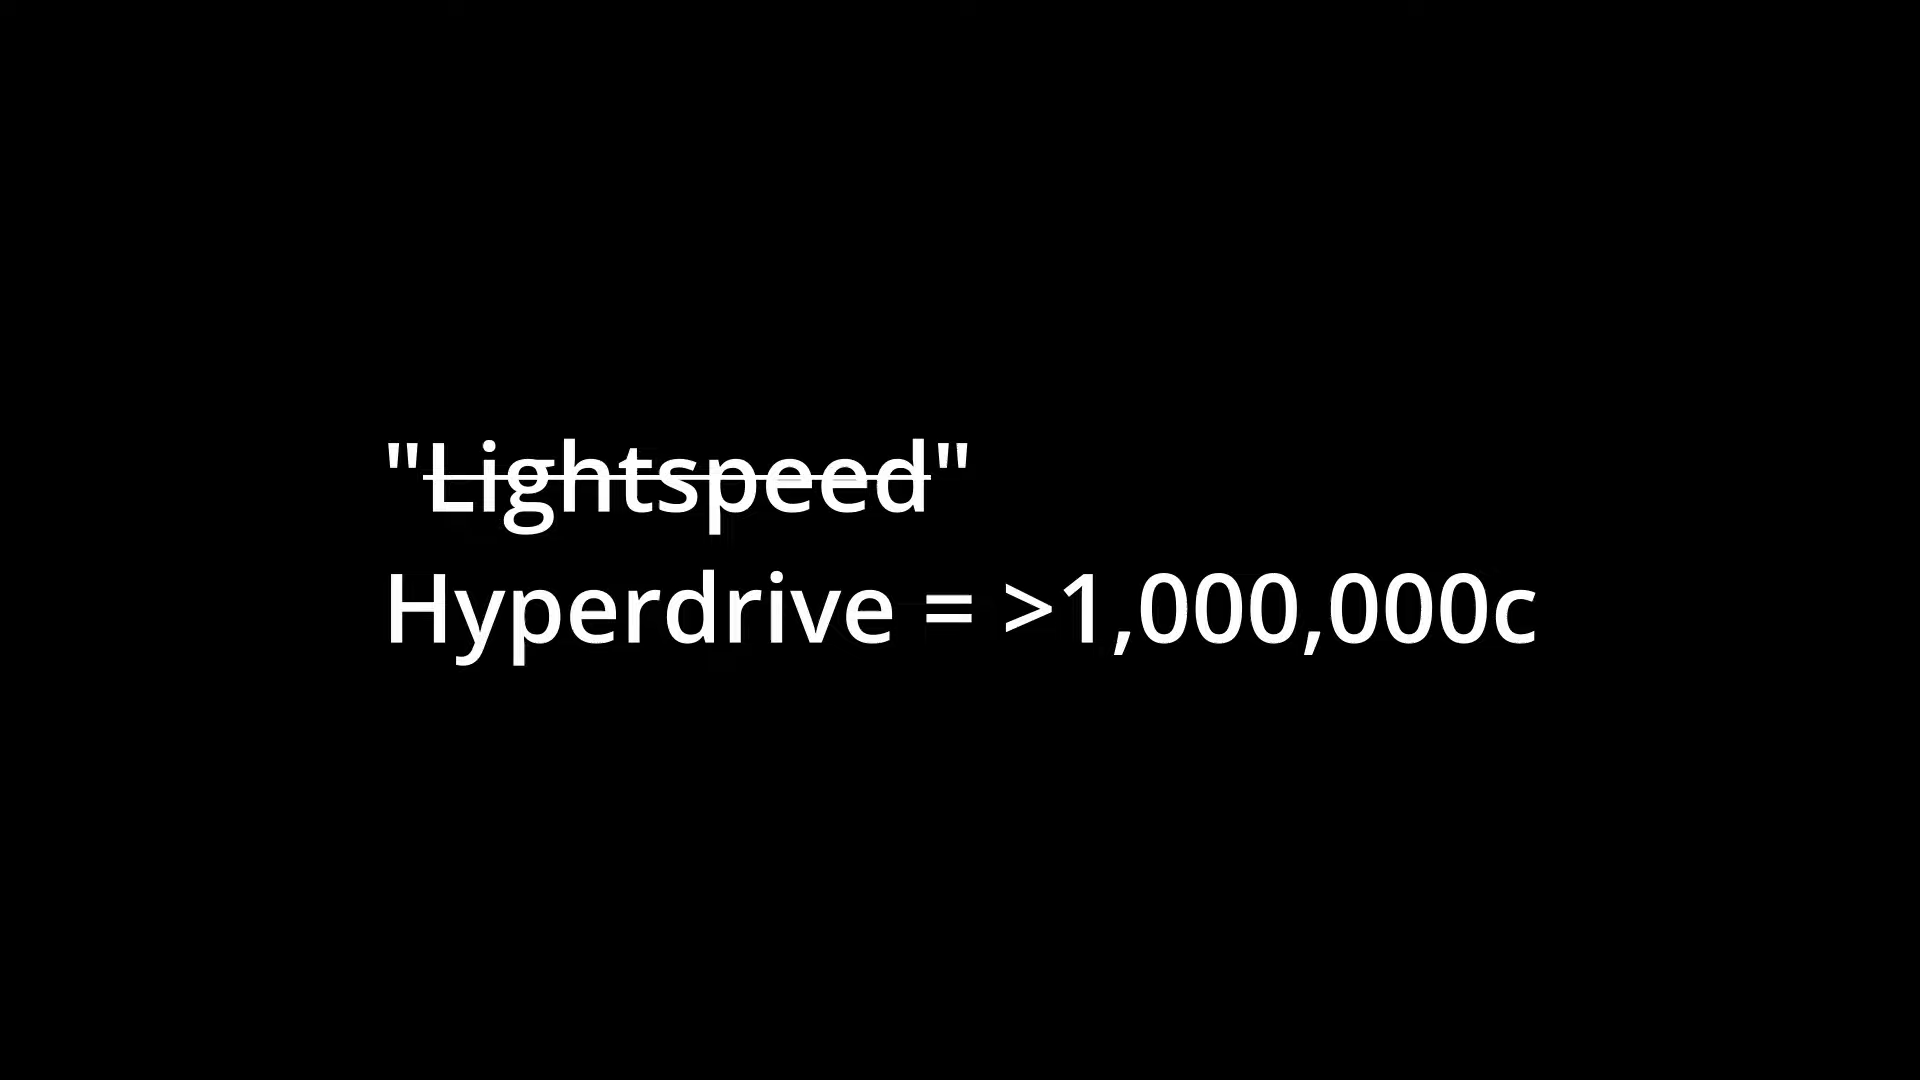 "Lightspeed"
Hyperdrive = >1,000,000c